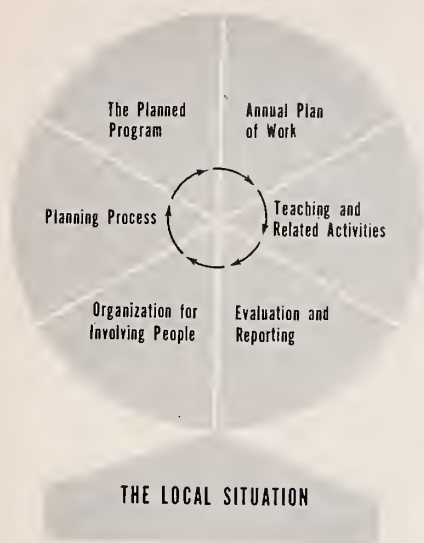 The Planned
Program
Annual Plan
of Work
Planning Process
Teaching and
Related Activities
Organization for
Involving People
Evaluation and
Reporting
THE LOCAL SITUATION